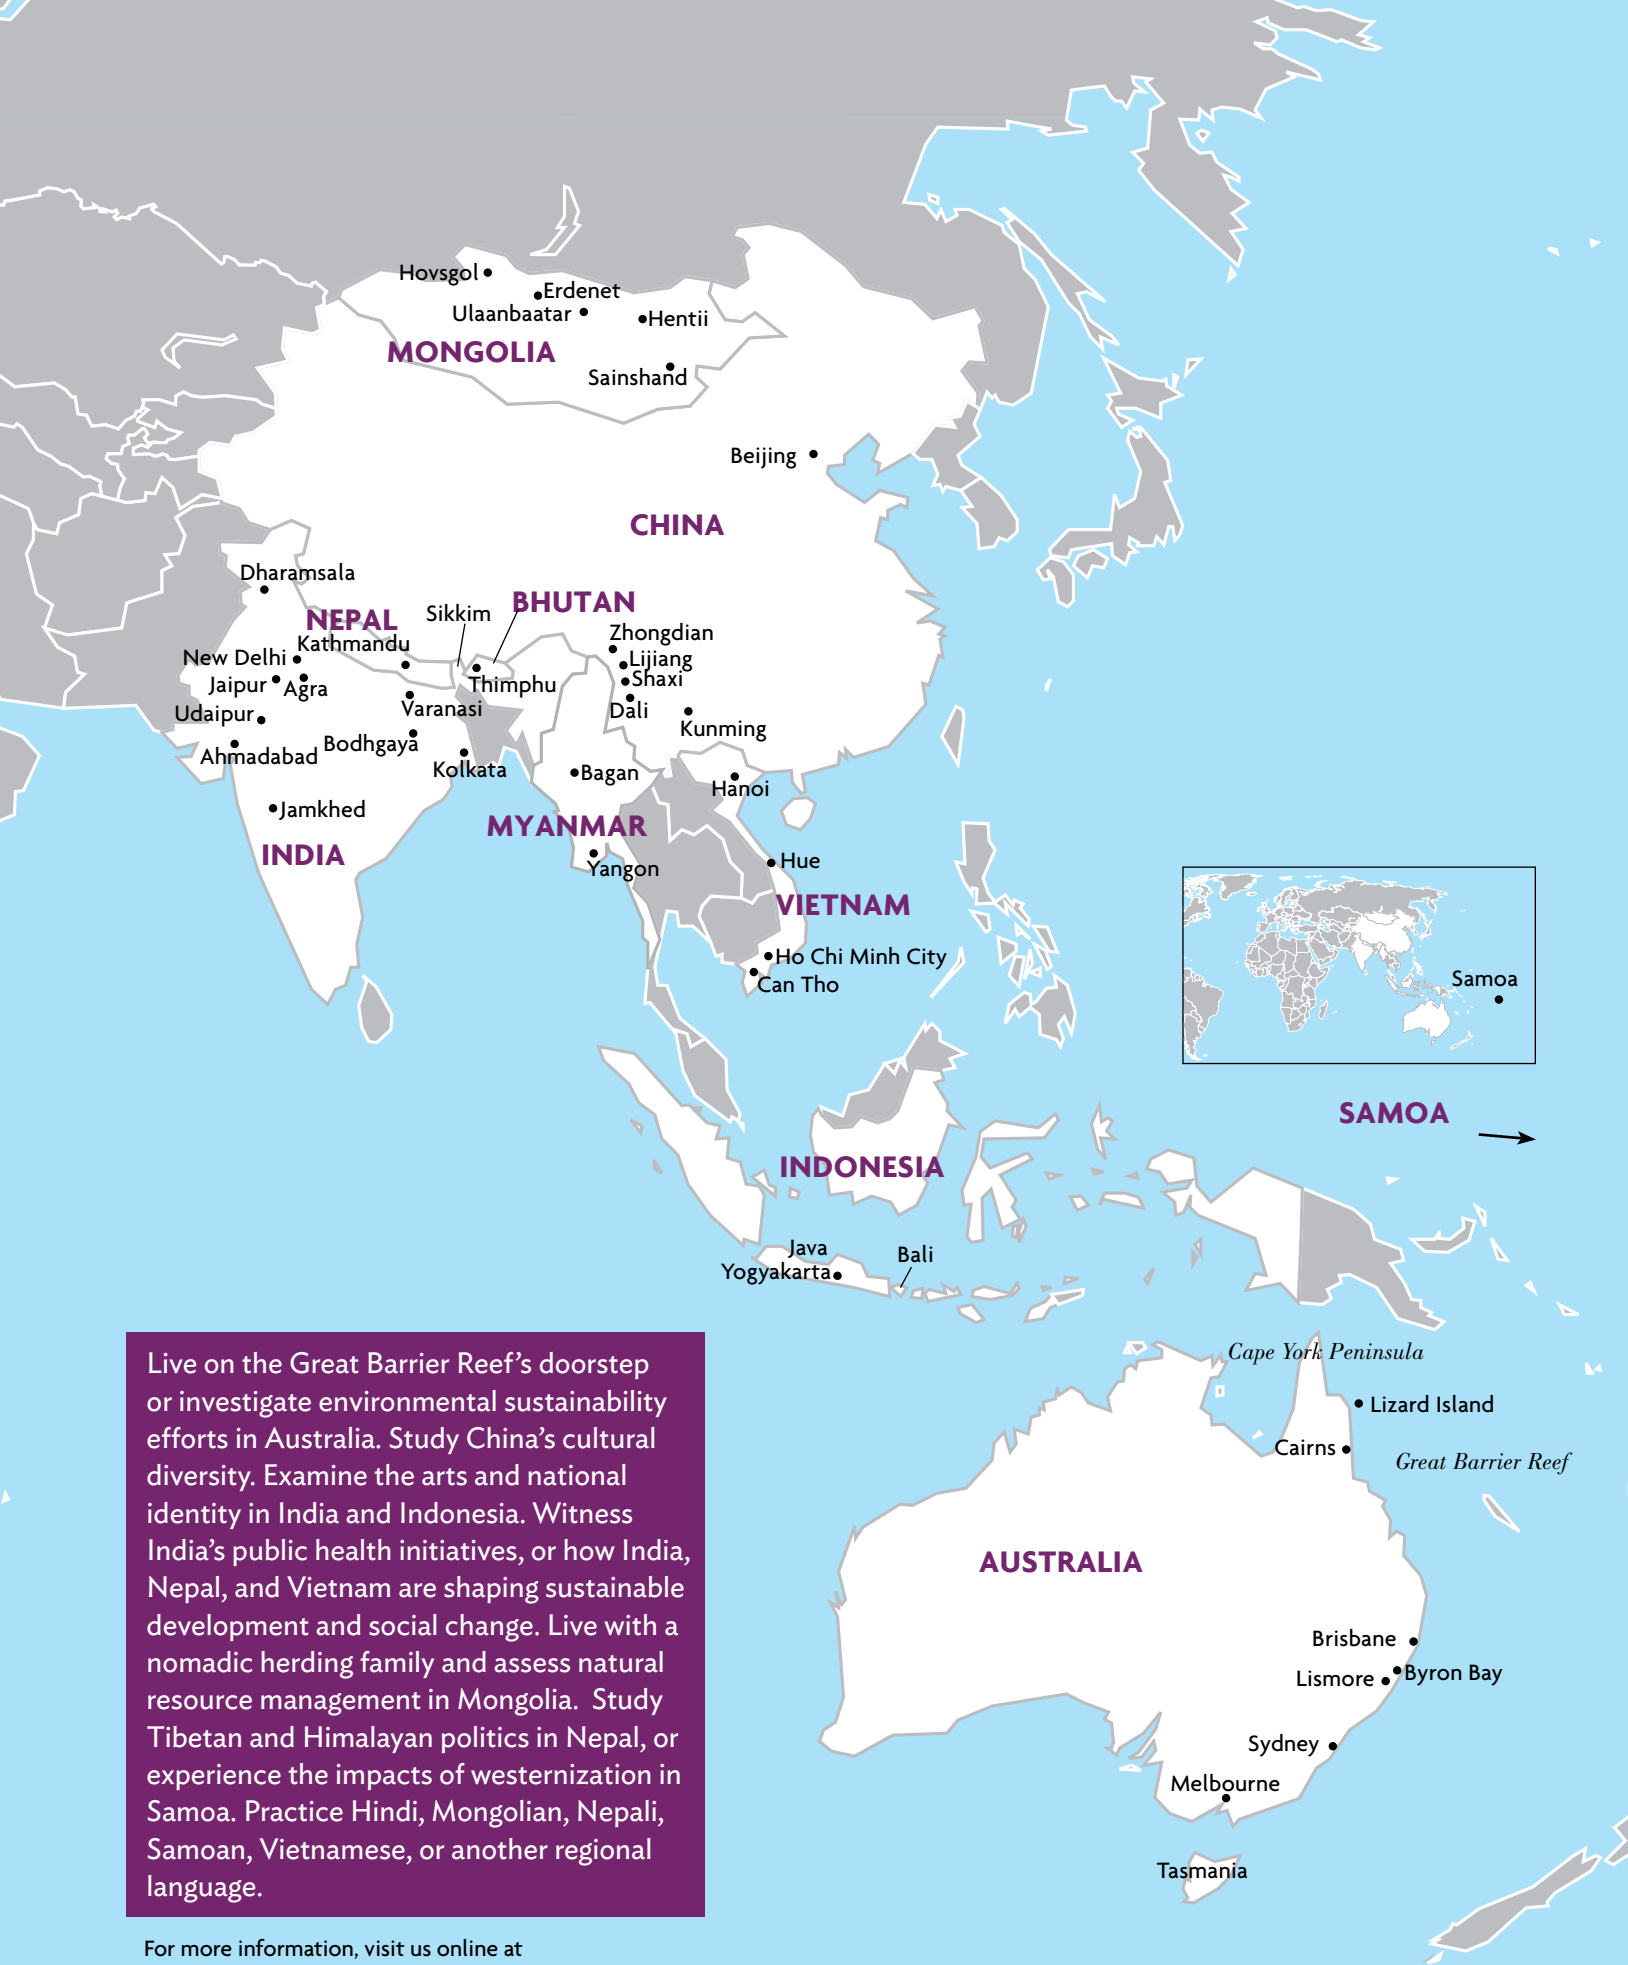 Hovsgol
Erdenet
Ulaanbaatar
Hentii
MONGOLIA
Sainshand
Beijing
CHINA
Dharamsala
NEPAL
Sikkim
BHUTAN
Zhongdian
Kathmandu
New Delhi
Lijiang
Jaipur
Agra
Thimphu
Shaxi
Udaipur
Varanasi
Dali
Kunming
Ahmadabad
Bodhgaya
Kolkata
Bagan
Hanoi
Jamkhed
MYANMAR
INDIA
Yangon
Hue
VIETNAM
Ho Chi Minh City
Can Tho
Samoa
SAMOA
INDONESIA
Java
Bali
Yogyakarta
Cape York Peninsula
Lizard Island
Cairns
Great Barrier Reef
AUSTRALIA
Brisbane
Byron Bay
Lismore
Sydney
Melbourne
Tasmania
Live on the Great Barrier Reef’s doorstep
or investigate environmental sustainability
efforts in Australia. Study China’s cultural
diversity. Examine the arts and national
identity in India and Indonesia. Witness
India’s public health initiatives, or how India,
Nepal, and Vietnam are shaping sustainable
development and social change. Live with a
nomadic herding family and assess natural
resource management in Mongolia.  Study
Tibetan and Himalayan politics in Nepal, or
experience the impacts of westernization in
Samoa. Practice Hindi, Mongolian, Nepali,
Samoan, Vietnamese, or another regional
language.
For more information, visit us online at